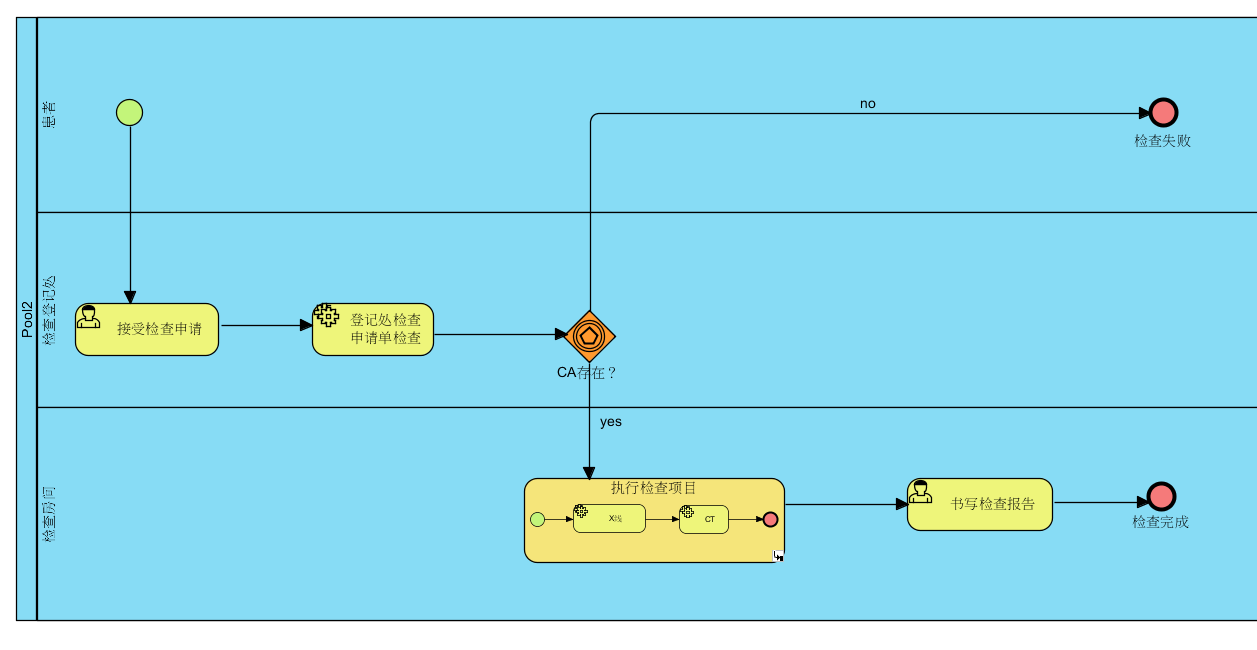 Pool2
患者
no
检查失败
检查登记处
接受检查申请
登记处检查
申请单检查
CA存在？
检查房间
yes
执行检查项目
X线
CT
书写检查报告
检查完成